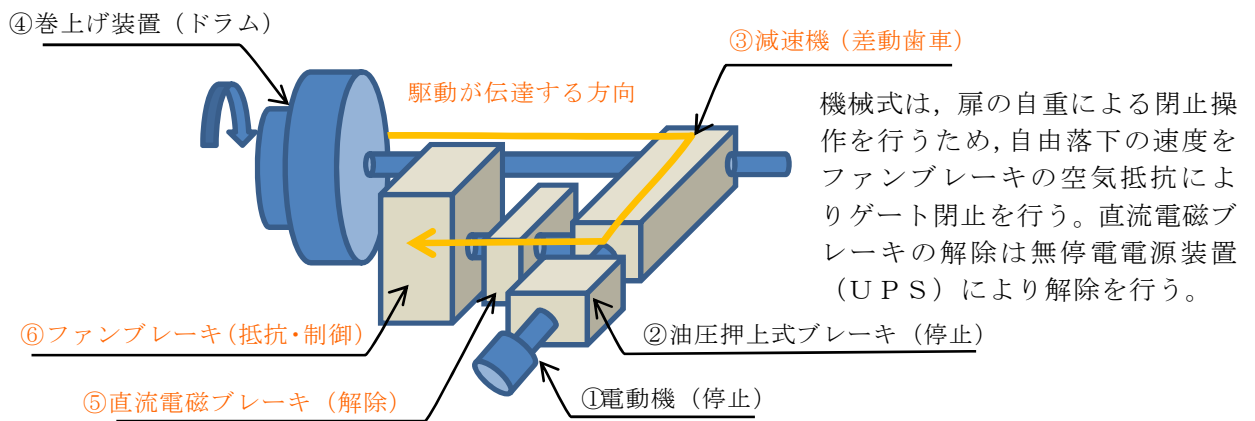 ④巻上げ装置（ドラム）
③減速機（差動歯車）
駆動が伝達する方向
機械式は，扉の自重による閉止操
作を行うため，自由落下の速度を
ファンブレーキの空気抵抗によ
りゲート閉止を行う。直流電磁ブ
レーキの解除は無停電電源装置
（ＵＰＳ）により解除を行う。
⑥ファンブレーキ（抵抗・制御）
②油圧押上式ブレーキ（停止）
⑤直流電磁ブレーキ（解除）
①電動機（停止）